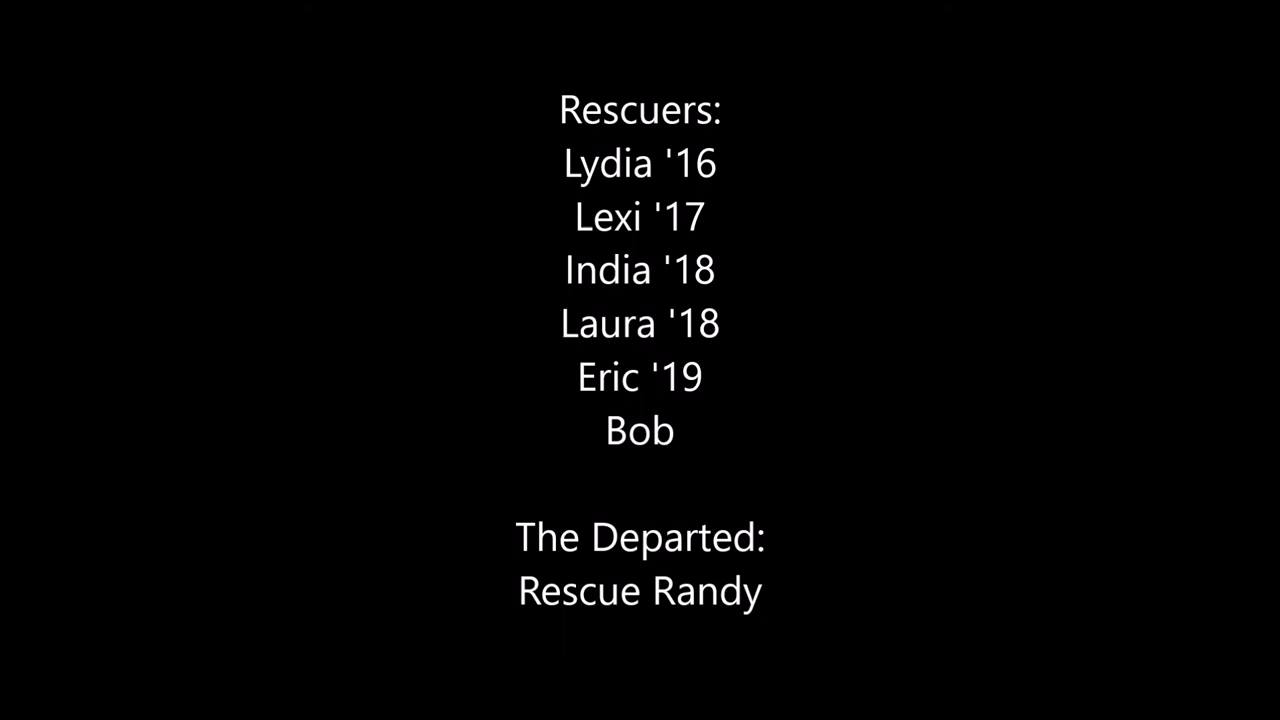 Rescuers:
Lydia '16
Lexi '17
India '18
Laura '18
Eric '19
Bob
The Departed:
Rescue Randy